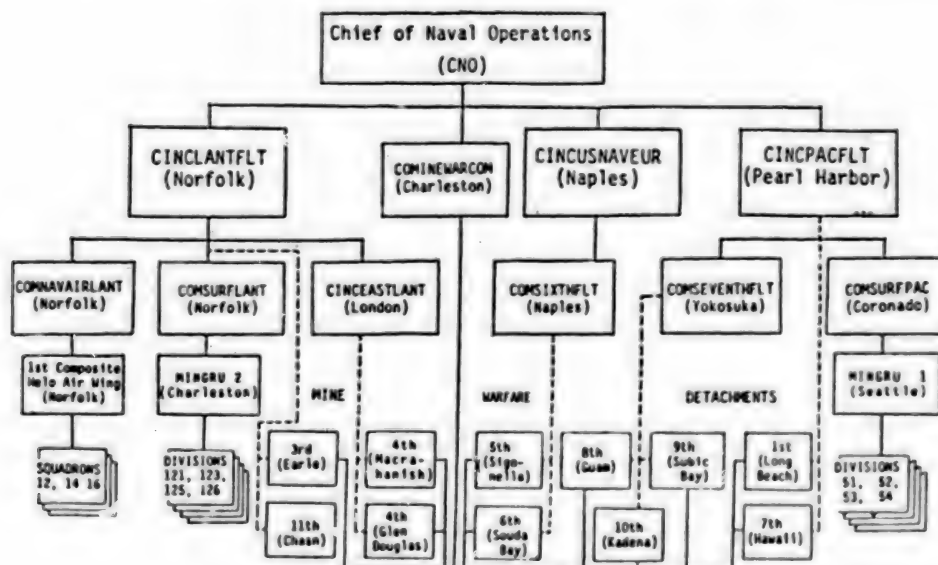 Chief of Naval Operations
(CNO)
CINCLANTFLT
(Norfolk)
COMINEWARCOM
(Charleston)
CINCUSNAVEUR
(Naples)
CINCPACFLT
(Pearl Harbor)
COMNAVAIRLANT
(Norfolk)
COMSURFLANT
(Norfolk)
CINCEASTLANT
(London)
COMSIXTHFLT
(Naples)
COMSEVENTHFLT
(Yokosuka)
COMSURFPAC
(Coronado)
1st Composite
Helo Air Wing
(Norfolk)
MINGRU 2
(Charleston)
MINE
WARFARE
DETACHMENTS
MINGRU 1
(Seattle)
SQUADRONS
12, 14 16
DIVISIONS
121, 123,
125, 126
3rd
(Earle)
4th
(Macra-
hanish)
5th
(Sigo-
nella)
8th
(Guam)
9th
(Subic
Bay)
1st
(Long
Beach)
DIVISIONS
51, 52,
53, 54
11th
4th
(Glen
Douglas)
6th
(Souda
Bay)
10th
(Kadena)
7th
(Hawaii)